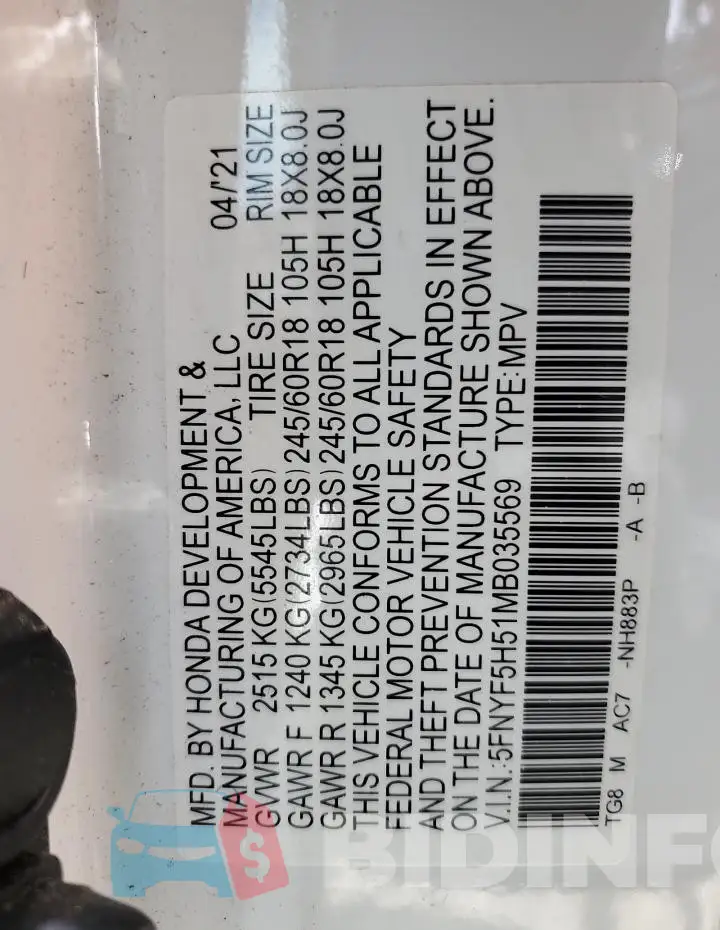 MFD. BY HONDA DEVELOPMENT &
MANUFACTURING OF AMERICA, LLC 04/'21
GVWR 2515 KG(5545LBS) TIRE SIZE RIM SIZE
GAWR F 1240 KG(2734LBS) 245/60R18 105H 18X8.0J
GAWR R 1345 KG(2965LBS) 245/60R18 105H 18X8.0J
THIS VEHICLE CONFORMS TO ALL APPLICABLE
FEDERAL MOTOR VEHICLE SAFETY
AND THEFT PREVENTION STANDARDS IN EFFECT
ON THE DATE OF MANUFACTURE SHOWN ABOVE.
V.I.N.:5FNYF5H51MB035569 TYPE:MPV
TG8 M AC7 -NH883P -A -B
$ BIDINFO